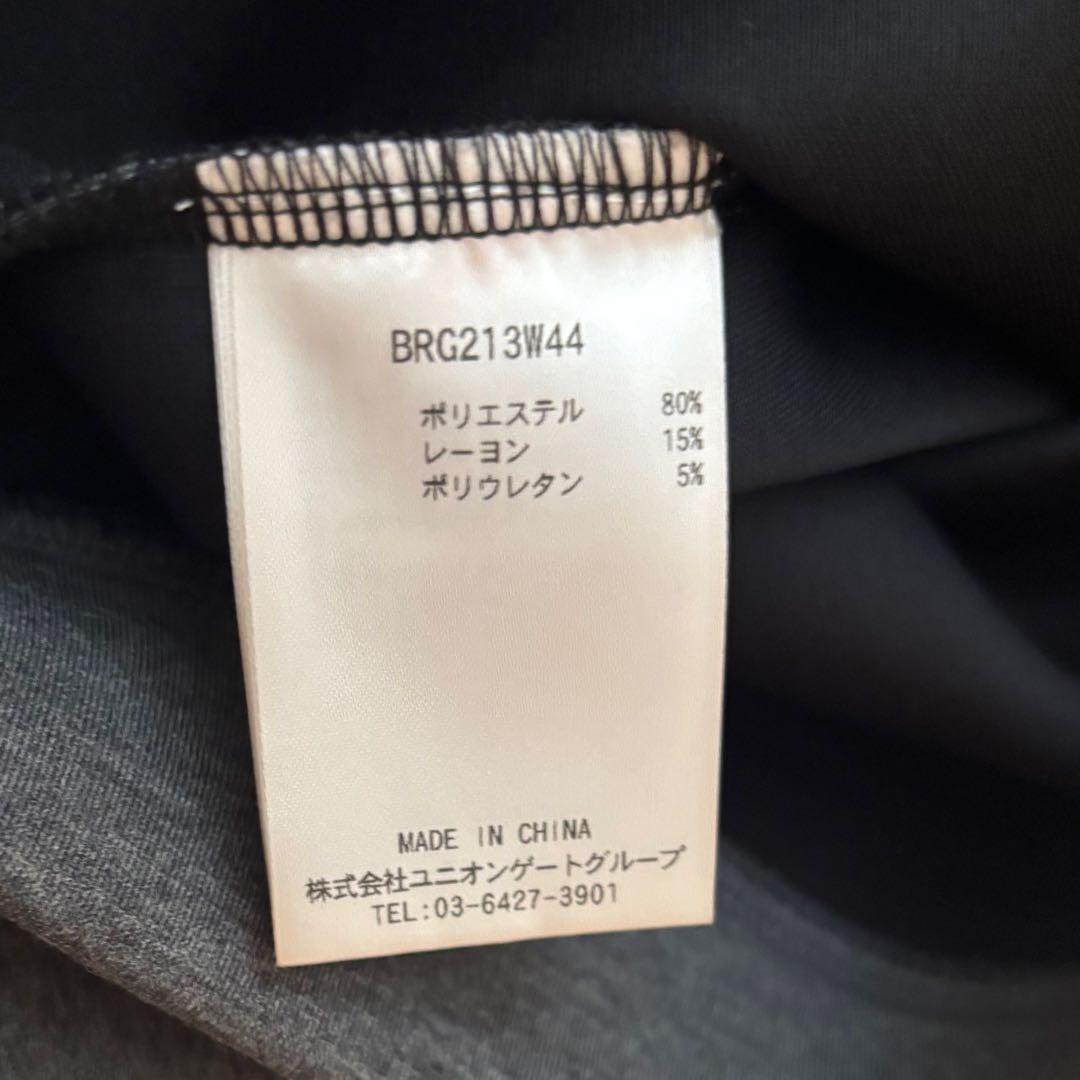 BRG213W44
ポリエステル 80%
レーヨン 15%
ポリウレタン 5%
MADE IN CHINA
株式会社ユニオンゲートグループ
TEL:03-6427-3901